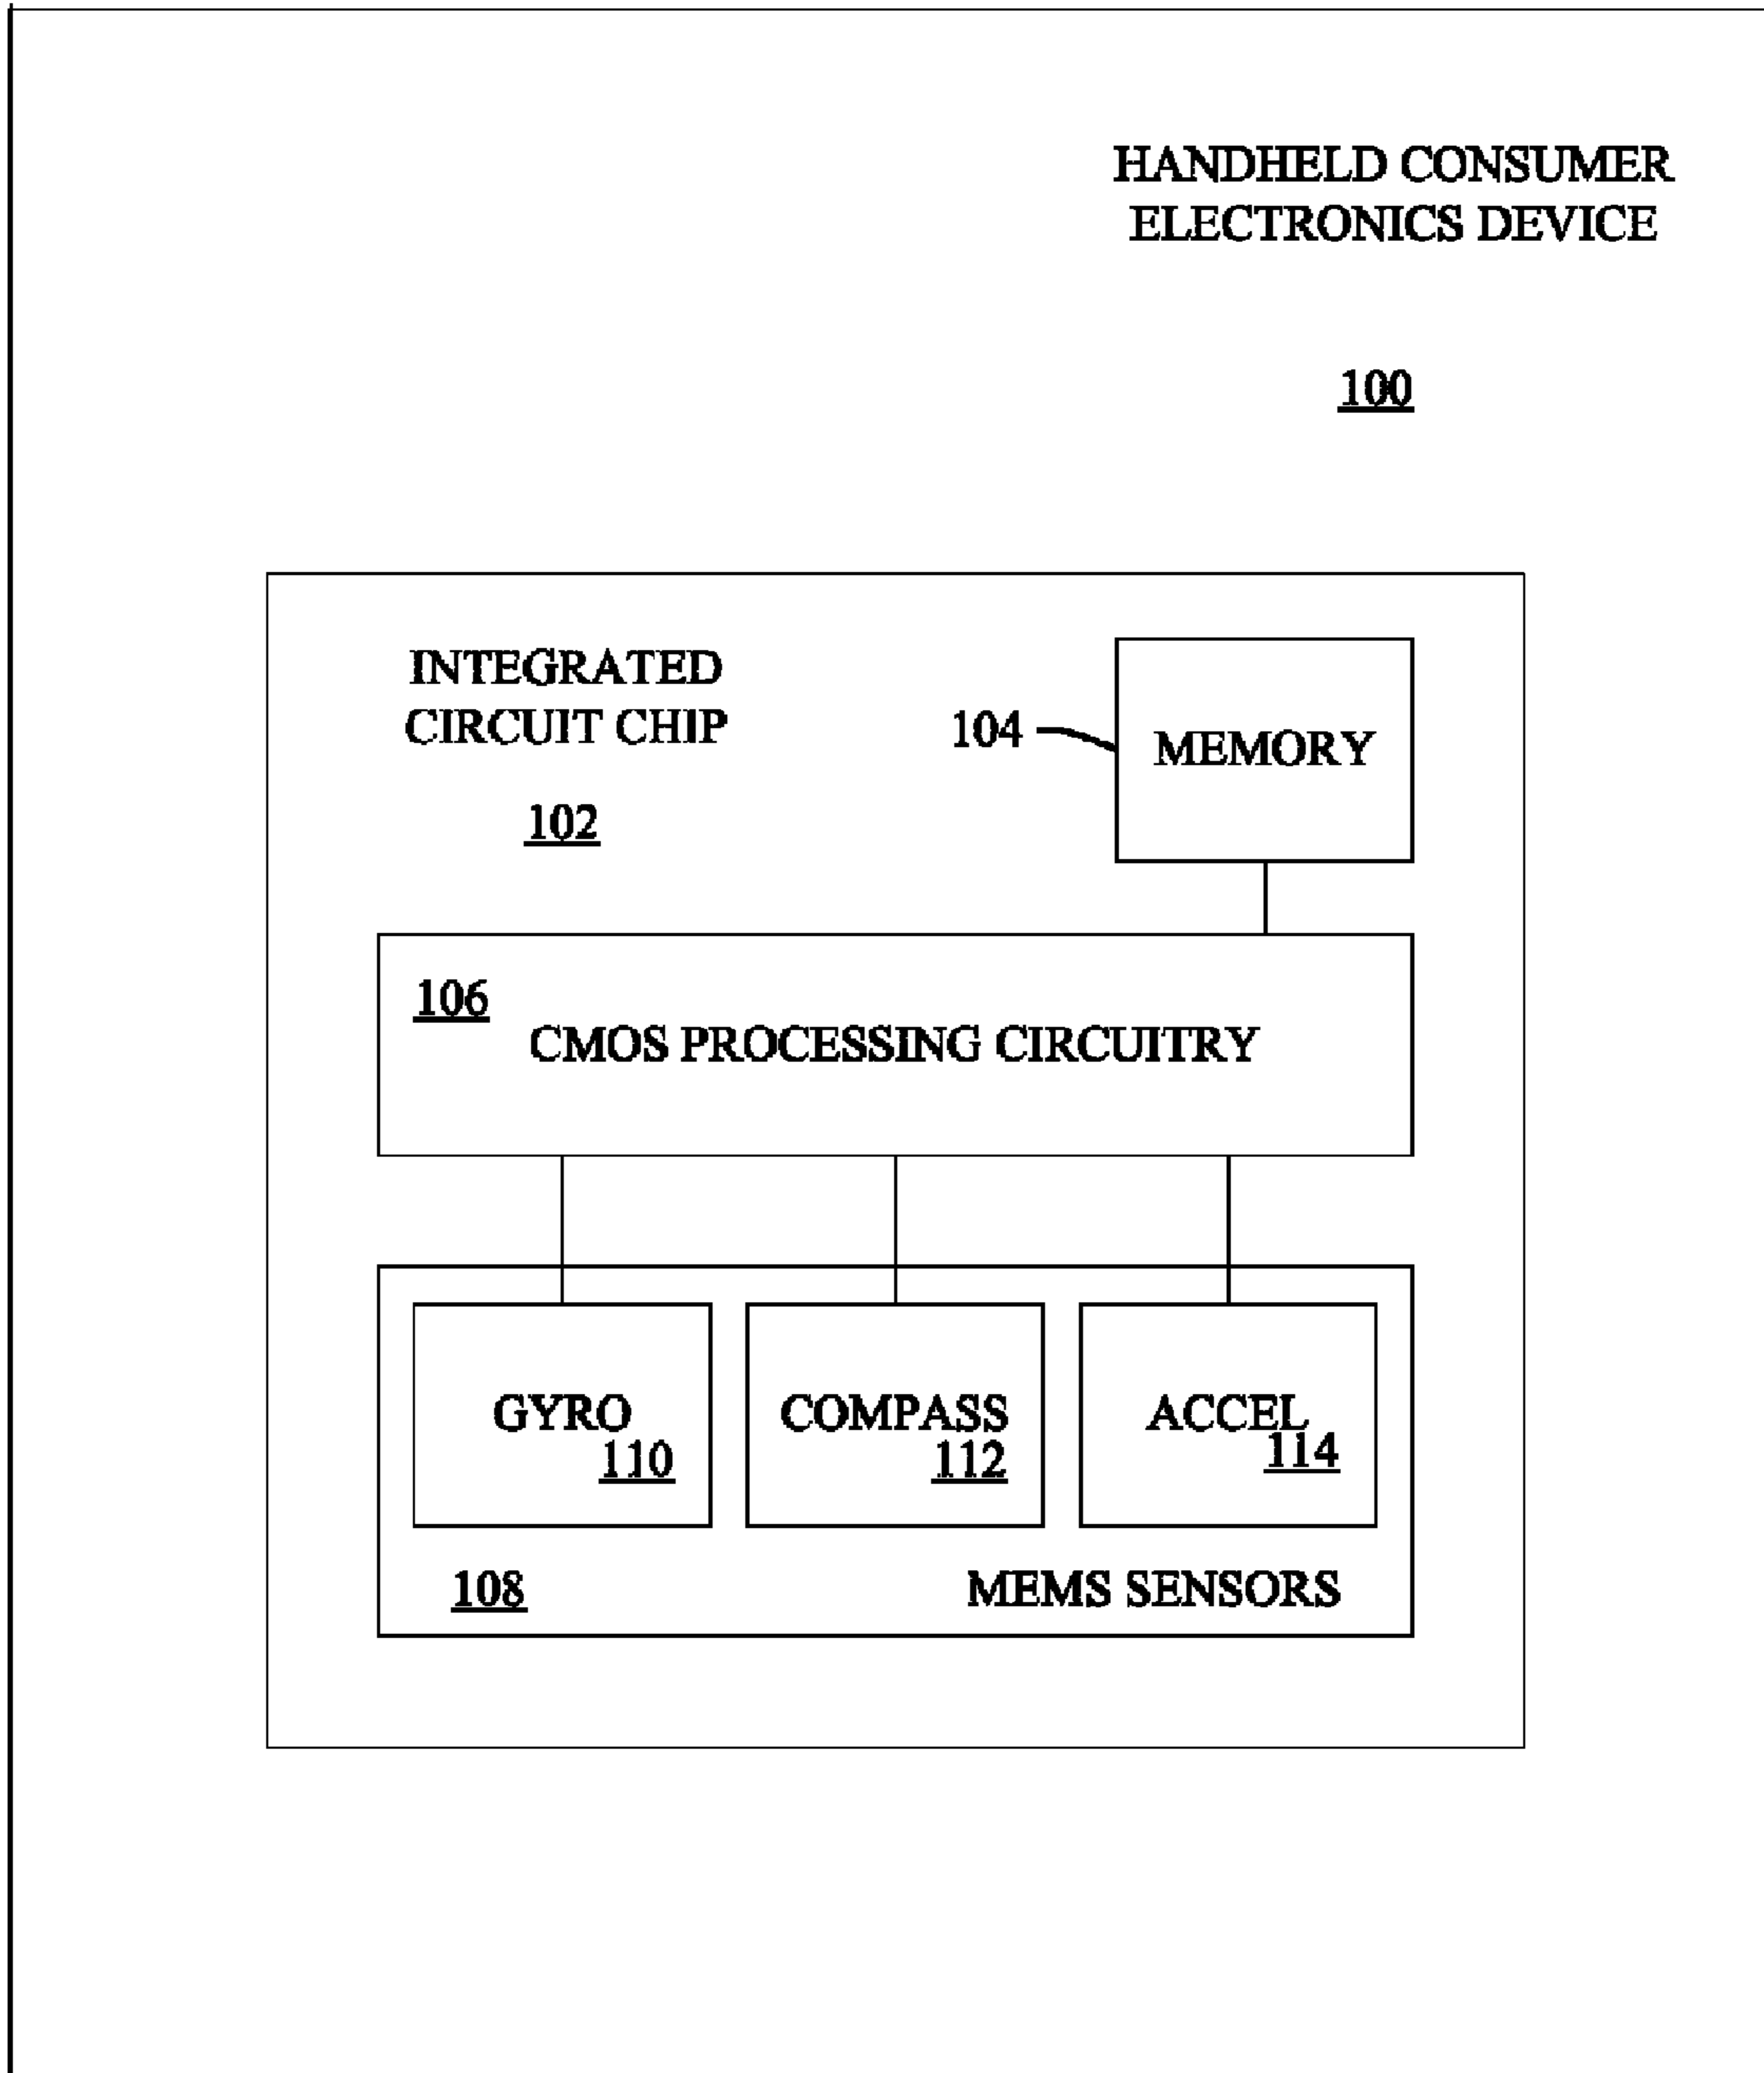 HANDHELD CONSUMER
ELECTRONICS DEVICE
100
INTEGRATED
CIRCUIT CHIP
102
104
MEMORY
106
CMOS PROCESSING CIRCUITRY
GYRO
110
COMPASS
112
ACCEL
114
108
MEMS SENSORS